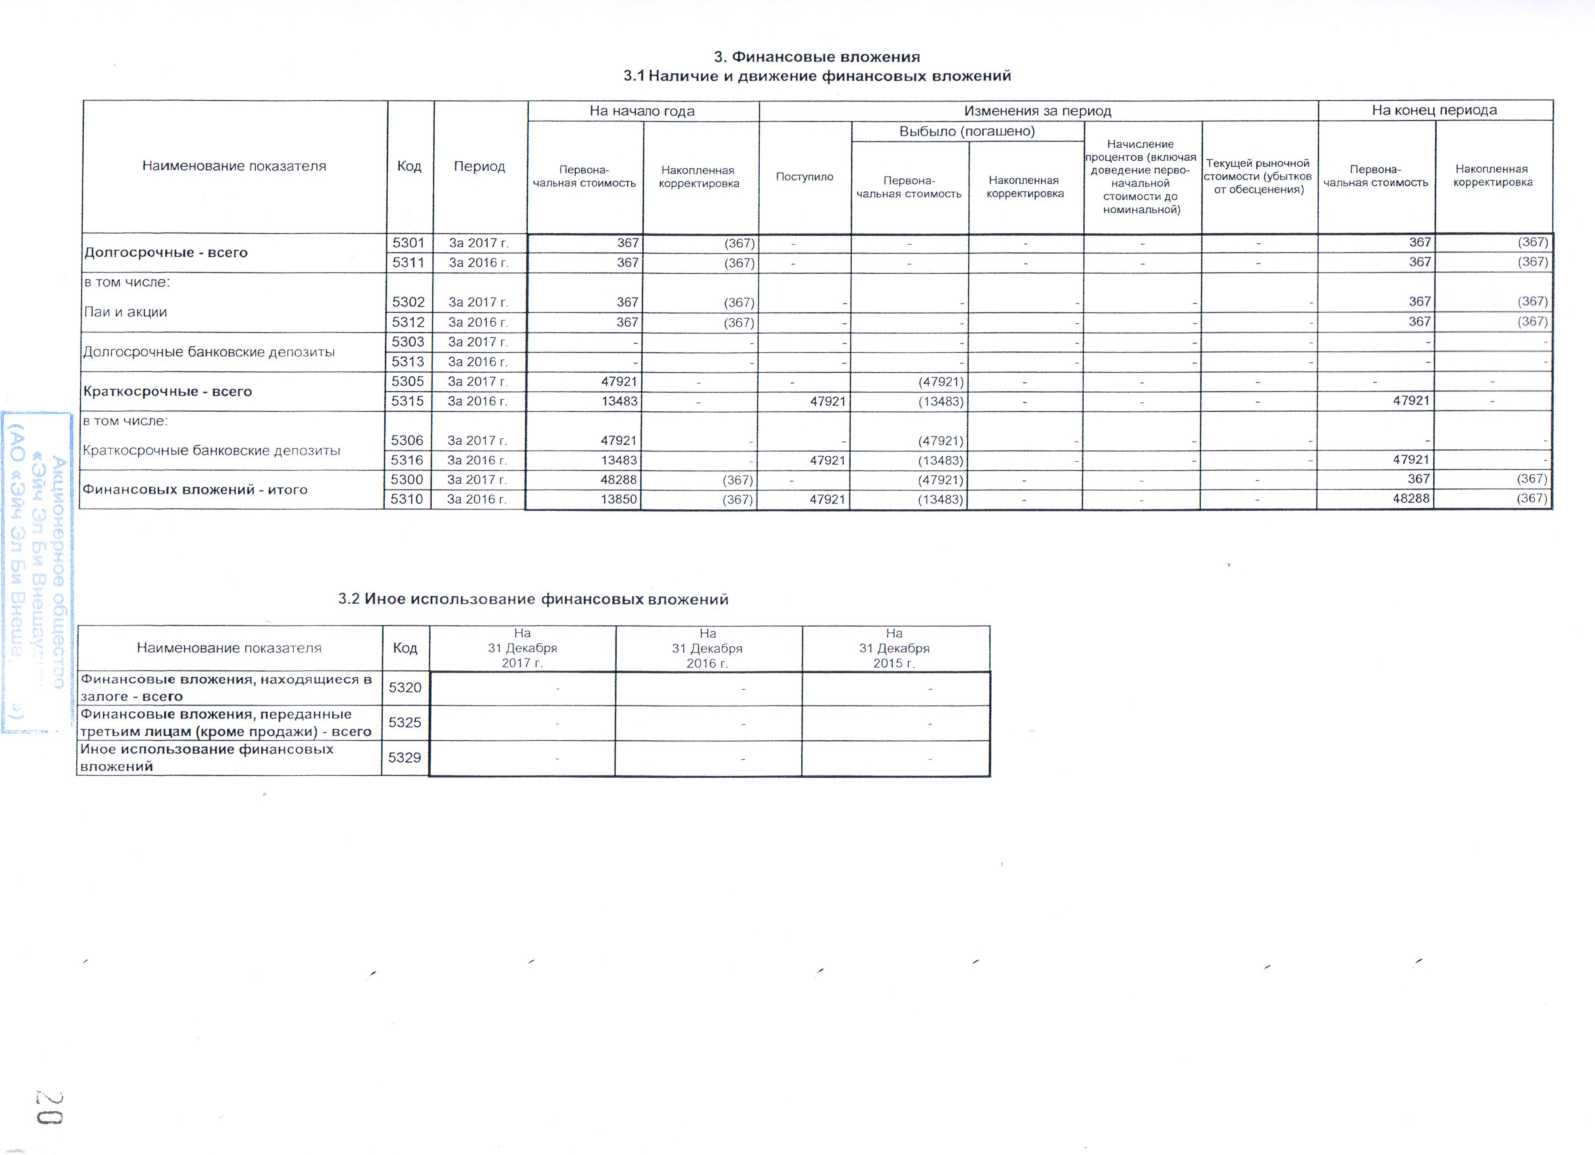 3. Финансовые вложения
3.1 Наличие и движение финансовых вложений
Наименование показателя Код Период На начало года Изменения за период На конец периода
Первона-чальная стоимость Накопленная корректировка Поступило Выбыло (погашено) Начисление процентов (включая доведение перво-начальной стоимости до номинальной) Текущей рыночной стоимости (убытков от обесценения) Первона-чальная стоимость Накопленная корректировка
Первона-чальная стоимость Накопленная корректировка
Долгосрочные - всего 5301 За 2017 г. 367 (367) - - - - - 367 (367)
5311 За 2016 г. 367 (367) - - - - - 367 (367)
в том числе:
Паи и акции 5302 За 2017 г. 367 (367) - - - - - 367 (367)
5312 За 2016 г. 367 (367) - - - - - 367 (367)
Долгосрочные банковские депозиты 5303 За 2017 г. - - - - - - - - -
5313 За 2016 г. - - - - - - - - -
Краткосрочные - всего 5305 За 2017 г. 47921 - - (47921) - - - - -
5315 За 2016 г. 13483 - 47921 (13483) - - - 47921 -
в том числе:
Краткосрочные банковские депозиты 5306 За 2017 г. 47921 - - (47921) - - - - -
5316 За 2016 г. 13483 - 47921 (13483) - - - 47921 -
Финансовых вложений - итого 5300 За 2017 г. 48288 (367) - (47921) - - - 367 (367)
5310 За 2016 г. 13850 (367) 47921 (13483) - - - 48288 (367)
3.2 Иное использование финансовых вложений
Наименование показателя Код На 31 Декабря 2017 г. На 31 Декабря 2016 г. На 31 Декабря 2015 г.
Финансовые вложения, находящиеся в
залоге - всего 5320 - - -
Финансовые вложения, переданные
третьим лицам (кроме продажи) - всего 5325 - - -
Иное использование финансовых
вложений 5329 - - -
Акционерное общество
«Эйч Эл Би
(АО «Эйч Эл Би
20